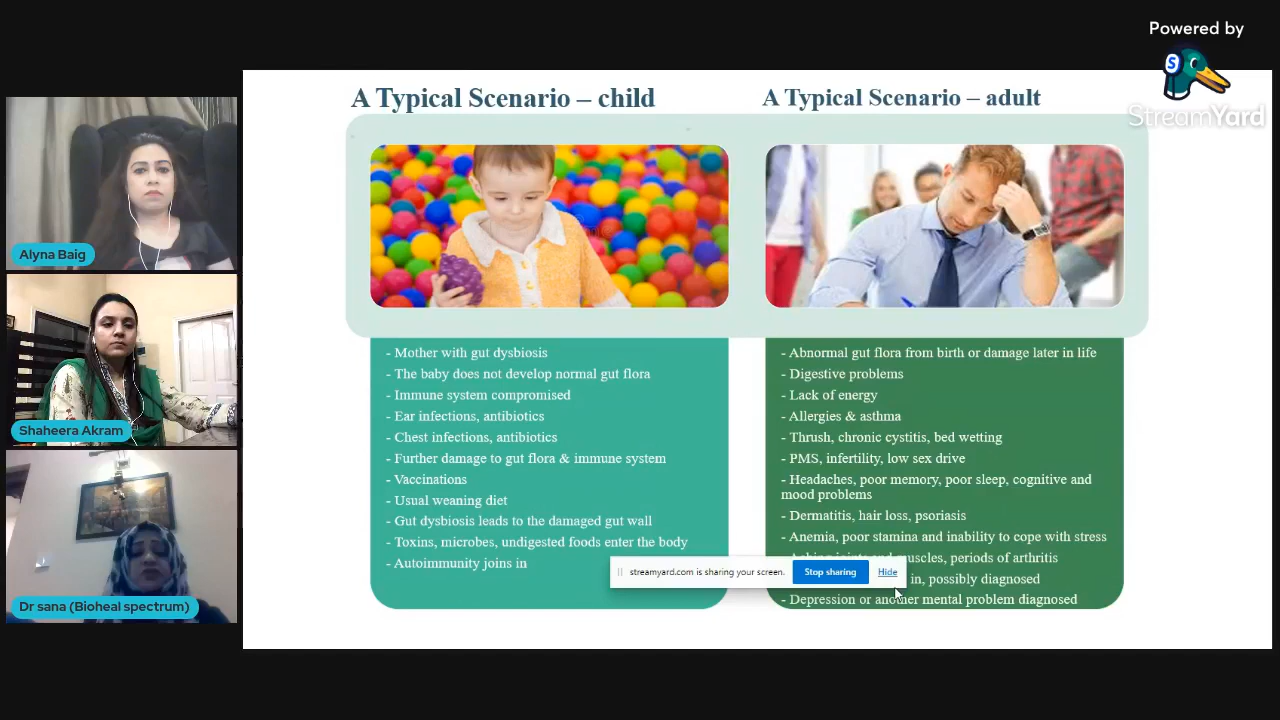 Powered by
StreamYard
Alyna Baig
Shaheera Akram
Dr sana (Bioheal spectrum)
A Typical Scenario – child
- Mother with gut dysbiosis
- The baby does not develop normal gut flora
- Immune system compromised
- Ear infections, antibiotics
- Chest infections, antibiotics
- Further damage to gut flora & immune system
- Vaccinations
- Usual weaning diet
- Gut dysbiosis leads to the damaged gut wall
- Toxins, microbes, undigested foods enter the body
- Autoimmunity joins in
A Typical Scenario – adult
- Abnormal gut flora from birth or damage later in life
- Digestive problems
- Lack of energy
- Allergies & asthma
- Thrush, chronic cystitis, bed wetting
- PMS, infertility, low sex drive
- Headaches, poor memory, poor sleep, cognitive and
mood problems
- Dermatitis, hair loss, psoriasis
- Anemia, poor stamina and inability to cope with stress
- Aching joints and muscles, periods of arthritis
in, possibly diagnosed
- Depression or another mental problem diagnosed
streamyard.com is sharing your screen.
Stop sharing
Hide